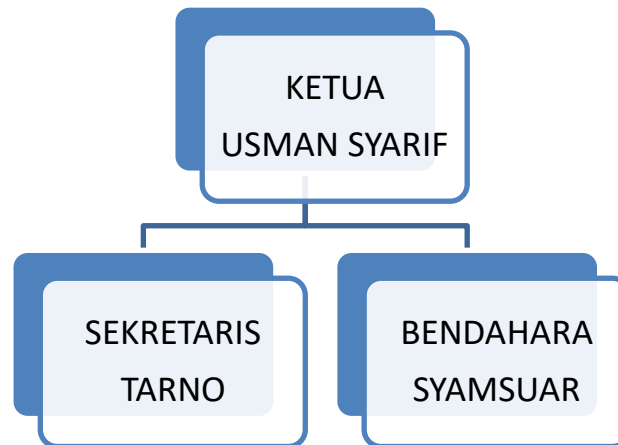 KETUA
USMAN SYARIF
SEKRETARIS
TARNO
BENDAHARA
SYAMSUAR